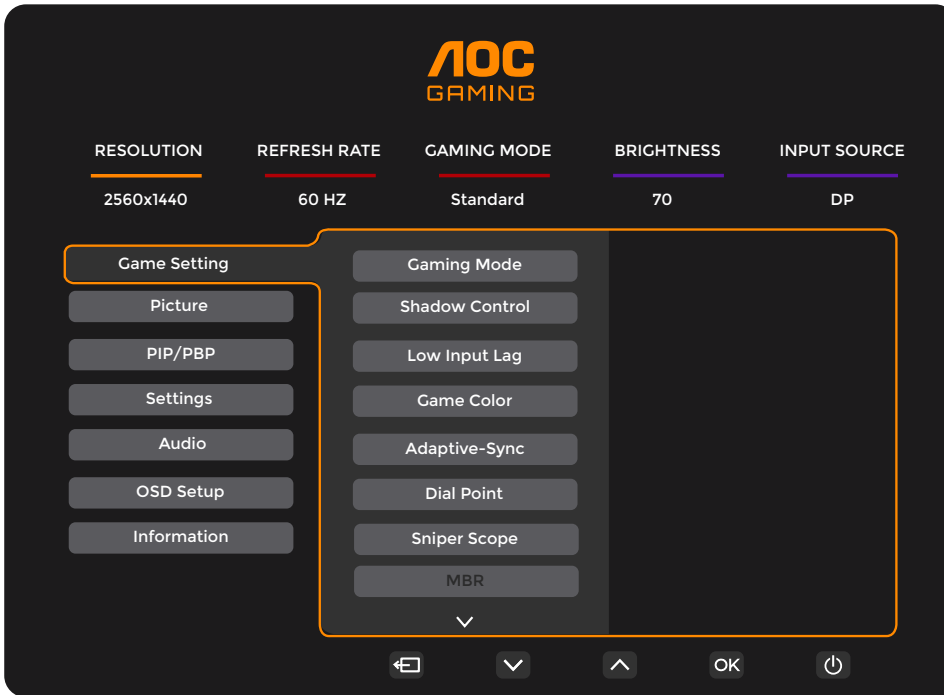 AOC
GAMING
RESOLUTION REFRESH RATE GAMING MODE BRIGHTNESS INPUT SOURCE
2560x1440 60 HZ Standard 70 DP
Game Setting
Picture
PIP/PBP
Settings
Audio
OSD Setup
Information
Gaming Mode
Shadow Control
Low Input Lag
Game Color
Adaptive-Sync
Dial Point
Sniper Scope
MBR
OK